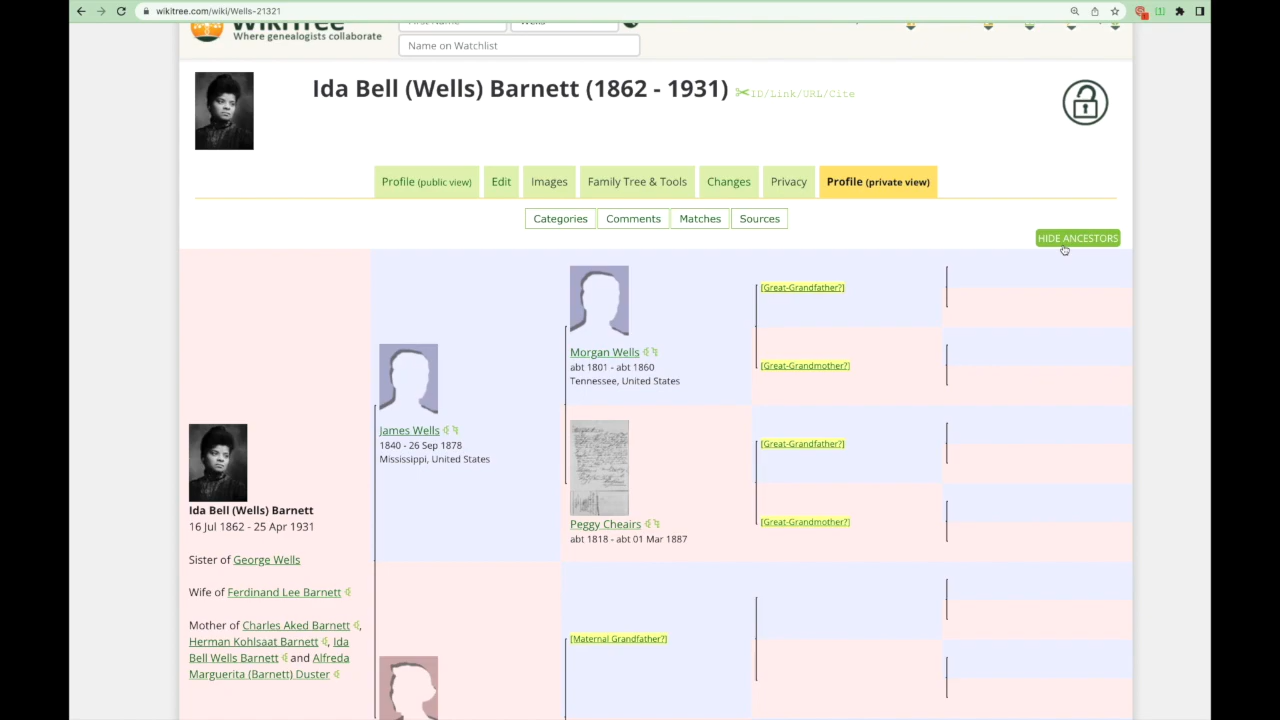 wikitree.com/wiki/Wells-21321
WikiTree
Where genealogists collaborate
First Name
Wells
Name on Watchlist
Ida Bell (Wells) Barnett (1862 - 1931)
ID/Link/URL/Cite
Profile (public view)
Edit
Images
Family Tree & Tools
Changes
Privacy
Profile (private view)
Categories
Comments
Matches
Sources
HIDE ANCESTORS
Ida Bell (Wells) Barnett
16 Jul 1862 - 25 Apr 1931
Sister of George Wells
Wife of Ferdinand Lee Barnett
Mother of Charles Aked Barnett ,
Herman Kohlsaat Barnett , Ida
Bell Wells Barnett and Alfreda
Marguerita (Barnett) Duster
James Wells
1840 - 26 Sep 1878
Mississippi, United States
Morgan Wells
abt 1801 - abt 1860
Tennessee, United States
Peggy Cheairs
abt 1818 - abt 01 Mar 1887
[Maternal Grandfather?]
[Great-Grandfather?]
[Great-Grandmother?]
[Great-Grandfather?]
[Great-Grandmother?]